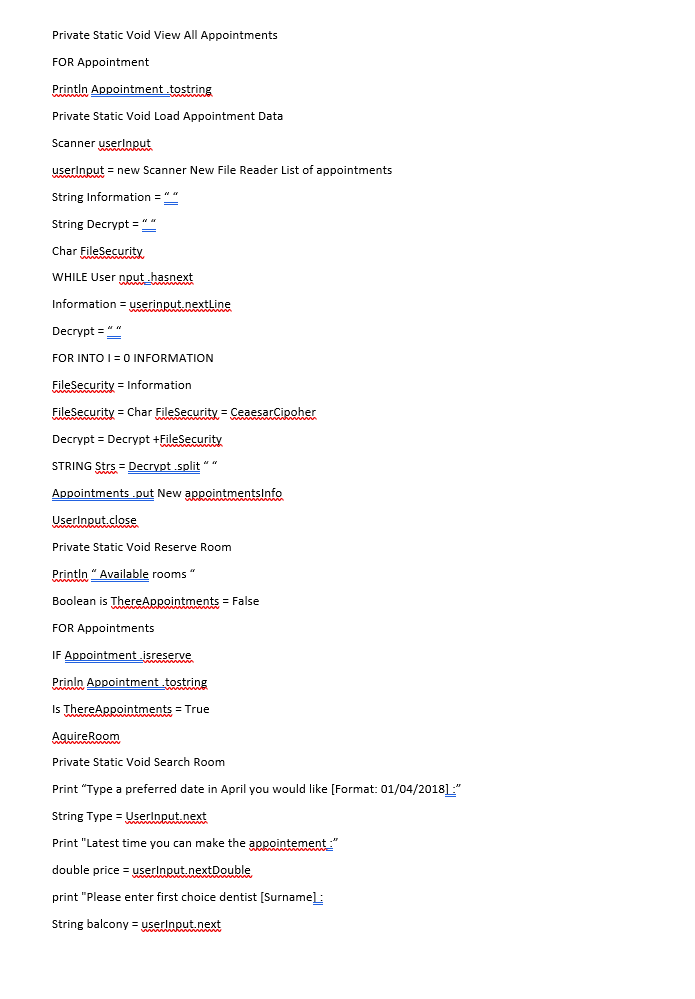 Private Static Void View All Appointments
FOR Appointment
Println Appointment .tostring
Private Static Void Load Appointment Data
Scanner userInput
userInput = new Scanner New File Reader List of appointments
String Information = “ “
String Decrypt = “ “
Char FileSecurity
WHILE User nput .hasnext
Information = userinput.nextLine
Decrypt = “ “
FOR INTO I = 0 INFORMATION
FileSecurity = Information
FileSecurity = Char FileSecurity = CeaesarCipoher
Decrypt = Decrypt +FileSecurity
STRING Strs = Decrypt .split “ “
Appointments .put New appointmentsInfo
UserInput.close
Private Static Void Reserve Room
Println “ Available rooms “
Boolean is ThereAppointments = False
FOR Appointments
IF Appointment .isreserve
Prinln Appointment .tostring
Is ThereAppointments = True
AquireRoom
Private Static Void Search Room
Print “Type a preferred date in April you would like [Format: 01/04/2018] :”
String Type = UserInput.next
Print "Latest time you can make the appointement :”
double price = userInput.nextDouble
print "Please enter first choice dentist [Surname] :
String balcony = userInput.next